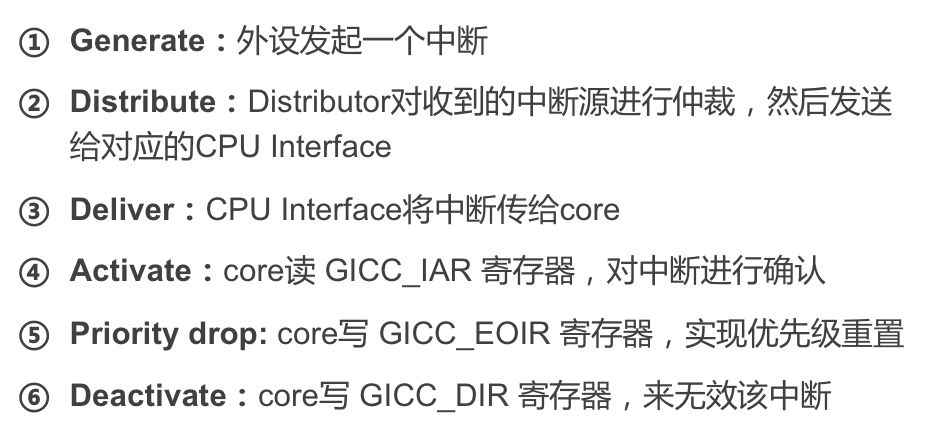 ① Generate：外设发起一个中断
② Distribute：Distributor对收到的中断源进行仲裁，然后发送
给对应的CPU Interface
③ Deliver：CPU Interface将中断传给core
④ Activate：core读 GICC_IAR 寄存器，对中断进行确认
⑤ Priority drop: core写 GICC_EOIR 寄存器，实现优先级重置
⑥ Deactivate：core写 GICC_DIR 寄存器，来无效该中断